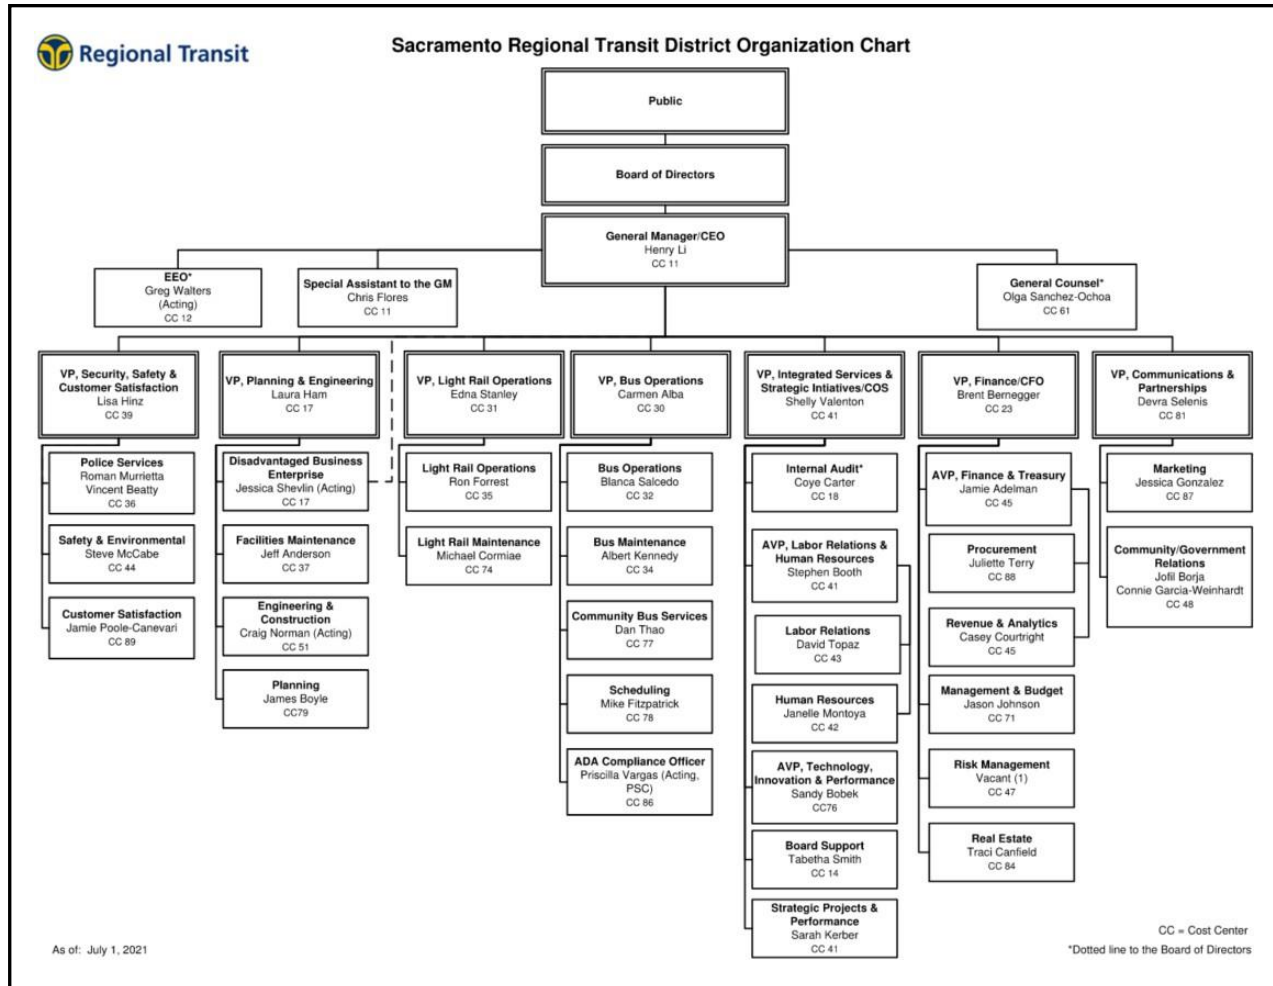 Regional Transit
Sacramento Regional Transit District Organization Chart
Public
Board of Directors
General Manager/CEO
Henry Li
CC 11
EEO*
Greg Walters
(Acting)
CC 12
Special Assistant to the GM
Chris Flores
CC 11
General Counsel*
Olga Sanchez-Ochoa
CC 61
VP, Security, Safety &
Customer Satisfaction
Lisa Hinz
CC 39
VP, Planning & Engineering
Laura Ham
CC 17
VP, Light Rail Operations
Edna Stanley
CC 31
VP, Bus Operations
Carmen Alba
CC 30
VP, Integrated Services &
Strategic Intiatives/COS
Shelly Valenton
CC 41
VP, Finance/CFO
Brent Bernegger
CC 23
VP, Communications &
Partnerships
Devra Selenis
CC 81
Police Services
Roman Murrietta
Vincent Beatty
CC 36
Safety & Environmental
Steve McCabe
CC 44
Customer Satisfaction
Jamie Poole-Canevari
CC 89
Disadvantaged Business
Enterprise
Jessica Shevlin (Acting)
CC 17
Facilities Maintenance
Jeff Anderson
CC 37
Engineering &
Construction
Craig Norman (Acting)
CC 51
Planning
James Boyle
CC79
Light Rail Operations
Ron Forrest
CC 35
Light Rail Maintenance
Michael Cormiae
CC 74
Bus Operations
Blanca Salcedo
CC 32
Bus Maintenance
Albert Kennedy
CC 34
Community Bus Services
Dan Thao
CC 77
Scheduling
Mike Fitzpatrick
CC 78
ADA Compliance Officer
Priscilla Vargas (Acting,
PSC)
CC 86
Internal Audit*
Coye Carter
CC 18
AVP, Labor Relations &
Human Resources
Stephen Booth
CC 41
Labor Relations
David Topaz
CC 43
Human Resources
Janelle Montoya
CC 42
AVP, Technology,
Innovation & Performance
Sandy Bobek
CC76
Board Support
Tabetha Smith
CC 14
Strategic Projects &
Performance
Sarah Kerber
CC 41
AVP, Finance & Treasury
Jamie Adelman
CC 45
Procurement
Juliette Terry
CC 88
Revenue & Analytics
Casey Courtright
CC 45
Management & Budget
Jason Johnson
CC 71
Risk Management
Vacant (1)
CC 47
Real Estate
Traci Canfield
CC 84
Marketing
Jessica Gonzalez
CC 87
Community/Government
Relations
Jofil Borja
Connie Garcia-Weinhardt
CC 48
As of: July 1, 2021
CC = Cost Center
*Dotted line to the Board of Directors